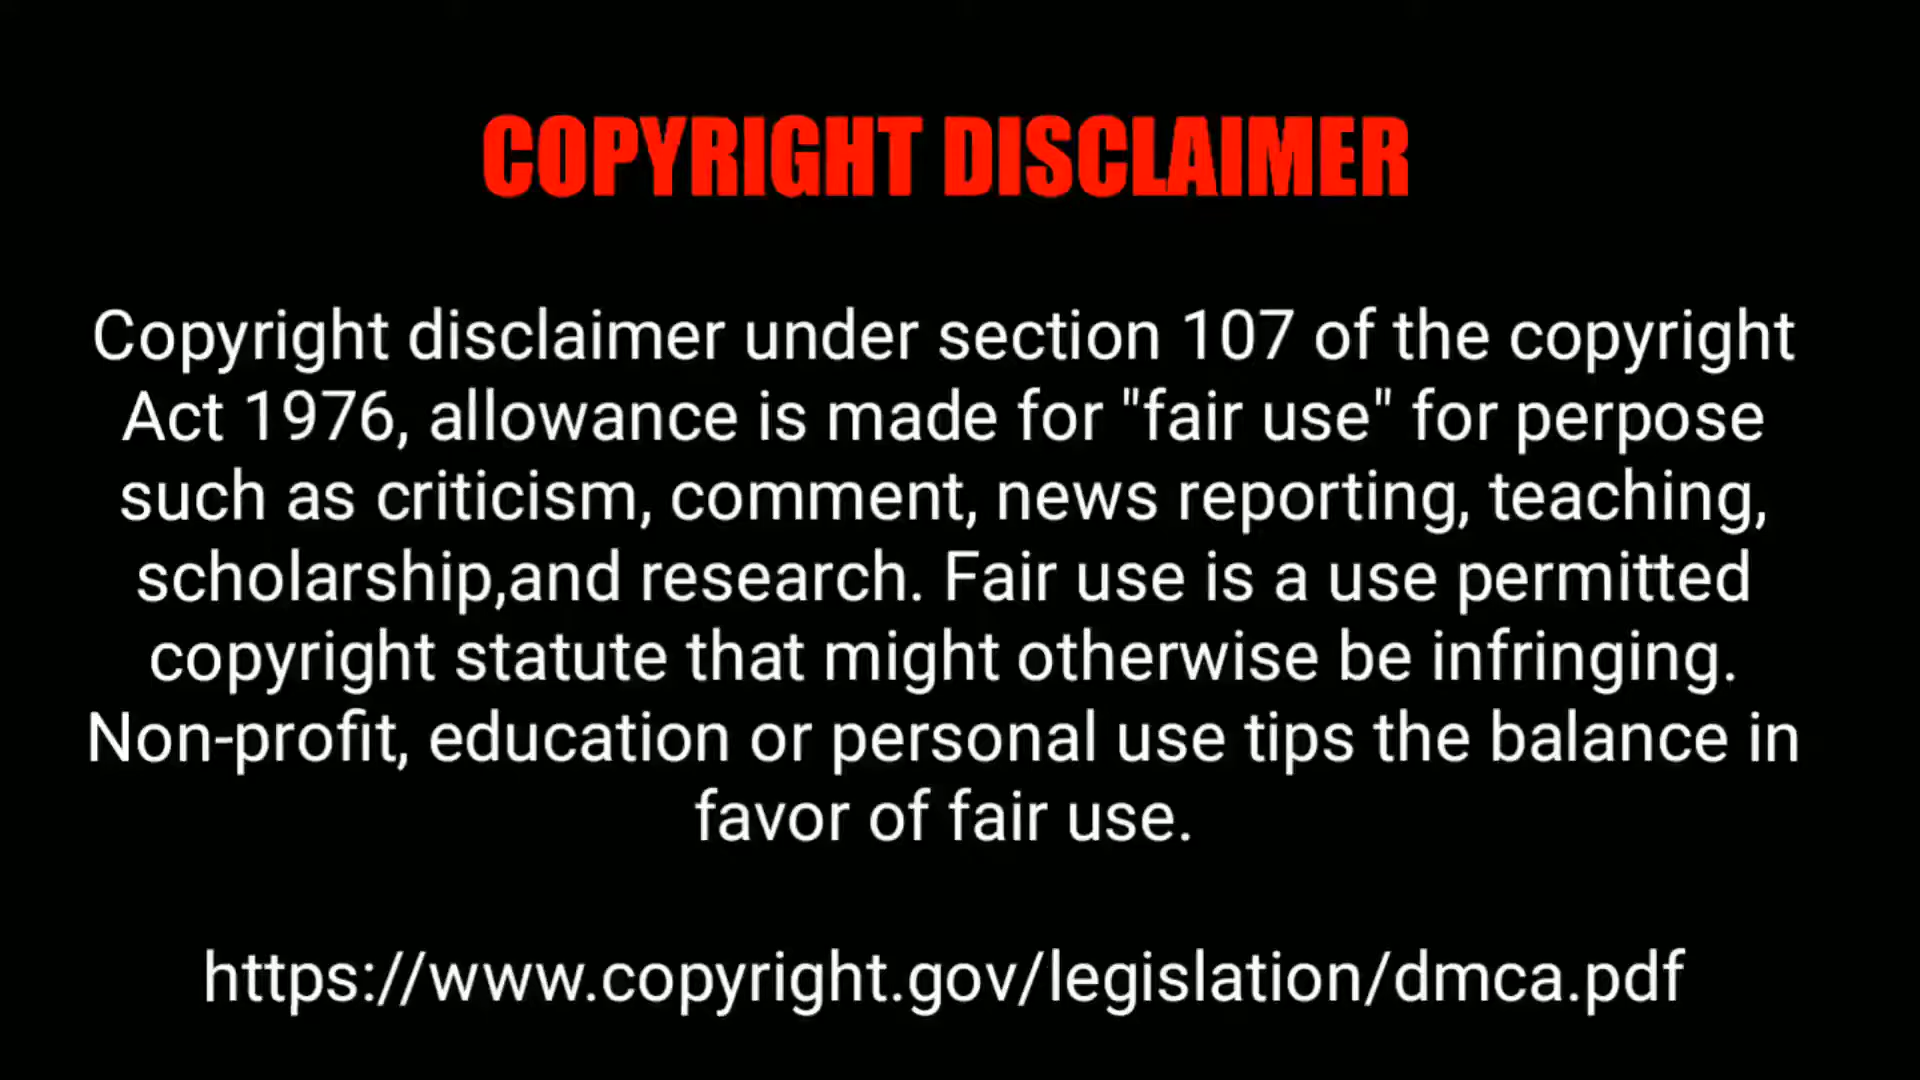 COPYRIGHT DISCLAIMER
Copyright disclaimer under section 107 of the copyright
Act 1976, allowance is made for "fair use" for perpose
such as criticism, comment, news reporting, teaching,
scholarship,and research. Fair use is a use permitted
copyright statute that might otherwise be infringing.
Non-profit, education or personal use tips the balance in
favor of fair use.
https://www.copyright.gov/legislation/dmca.pdf